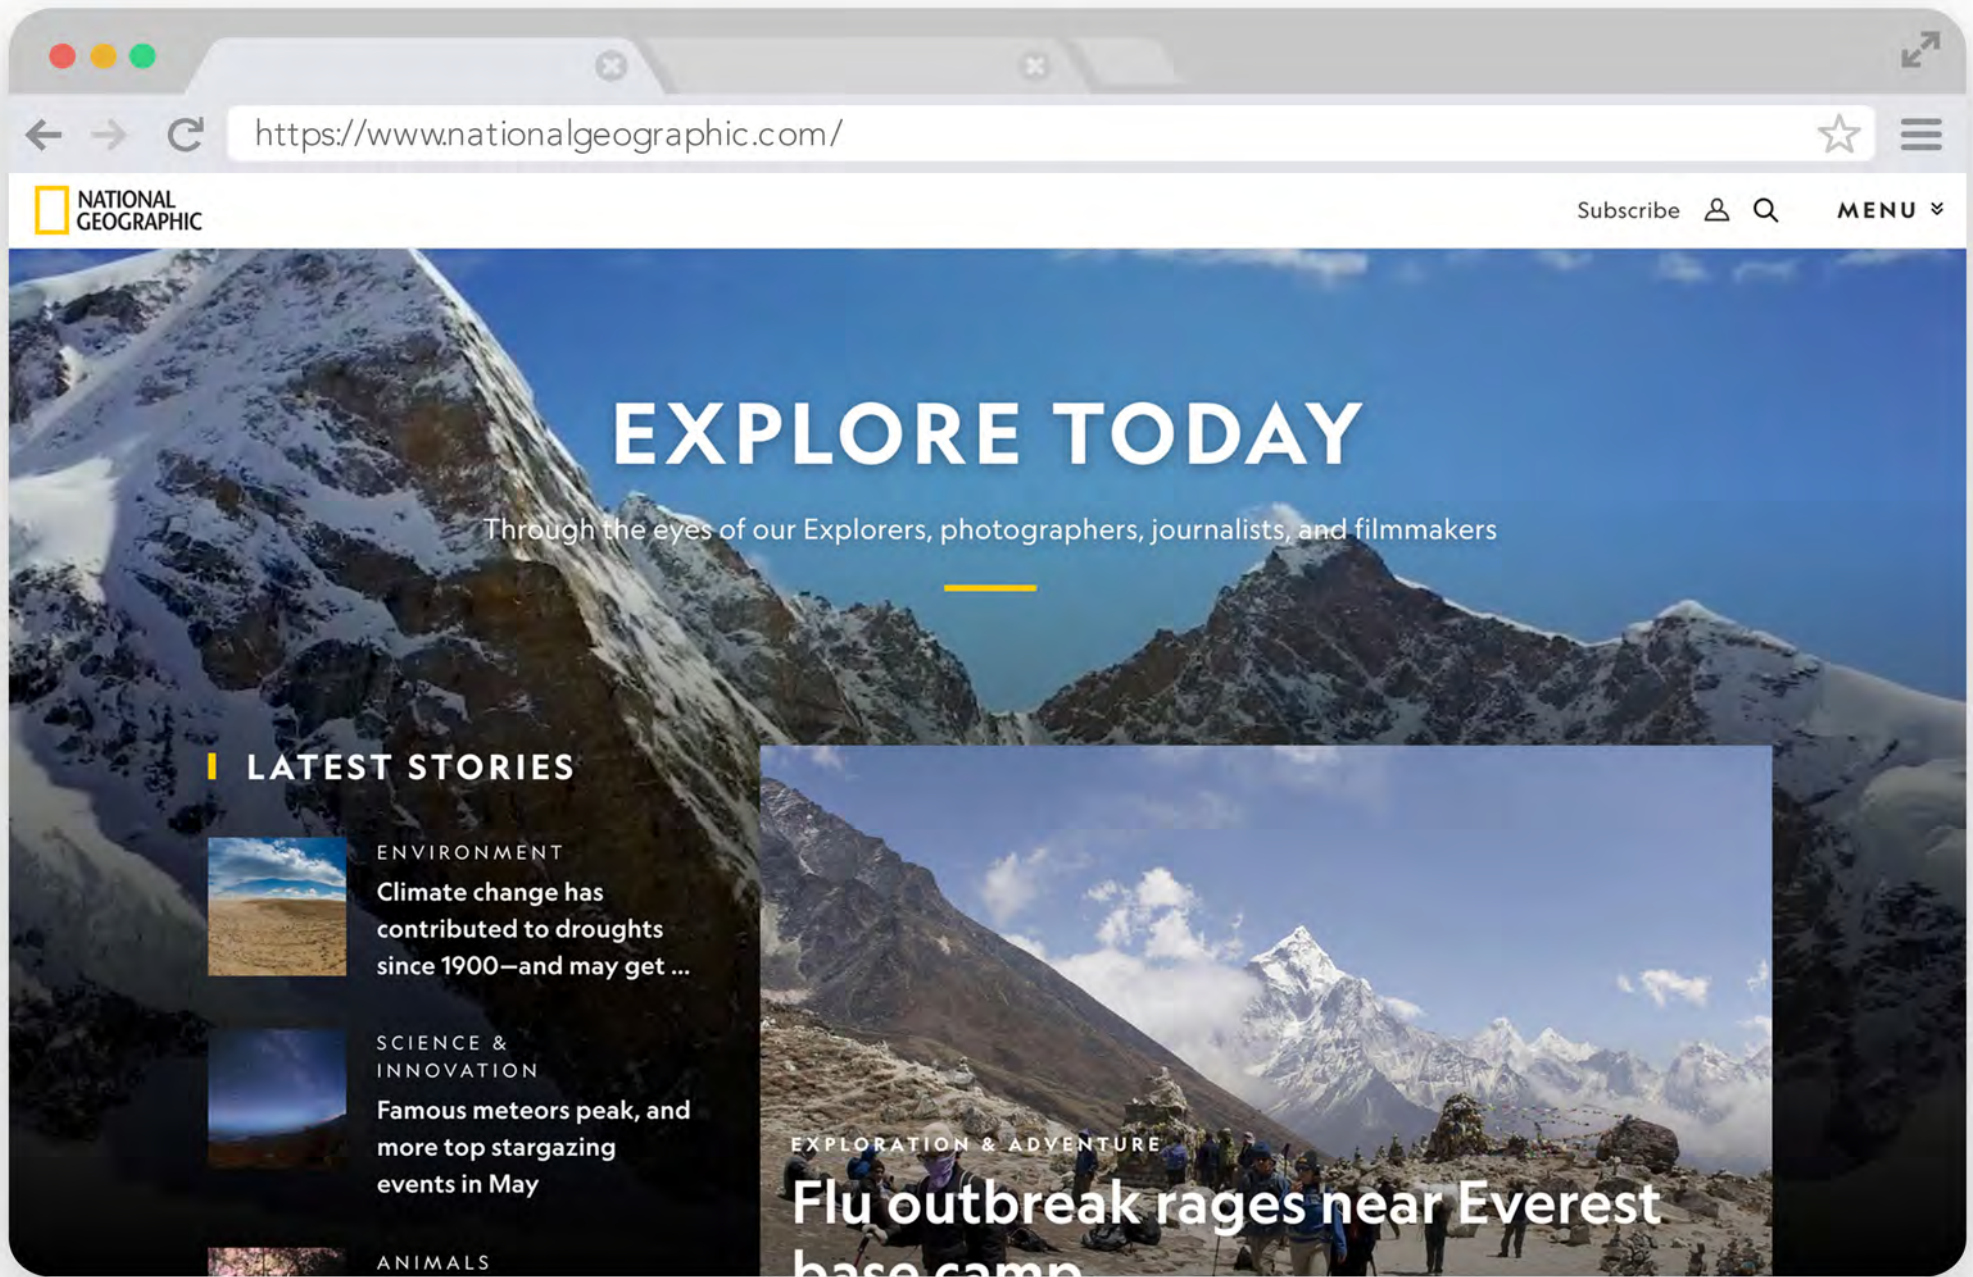 https://www.nationalgeographic.com/
NATIONAL
GEOGRAPHIC
Subscribe
MENU
EXPLORE TODAY
Through the eyes of our Explorers, photographers, journalists, and filmmakers
LATEST STORIES
ENVIRONMENT
Climate change has
contributed to droughts
since 1900—and may get ...
SCIENCE &
INNOVATION
Famous meteors peak, and
more top stargazing
events in May
ANIMALS
EXPLORATION & ADVENTURE
Flu outbreak rages near Everest
base camp